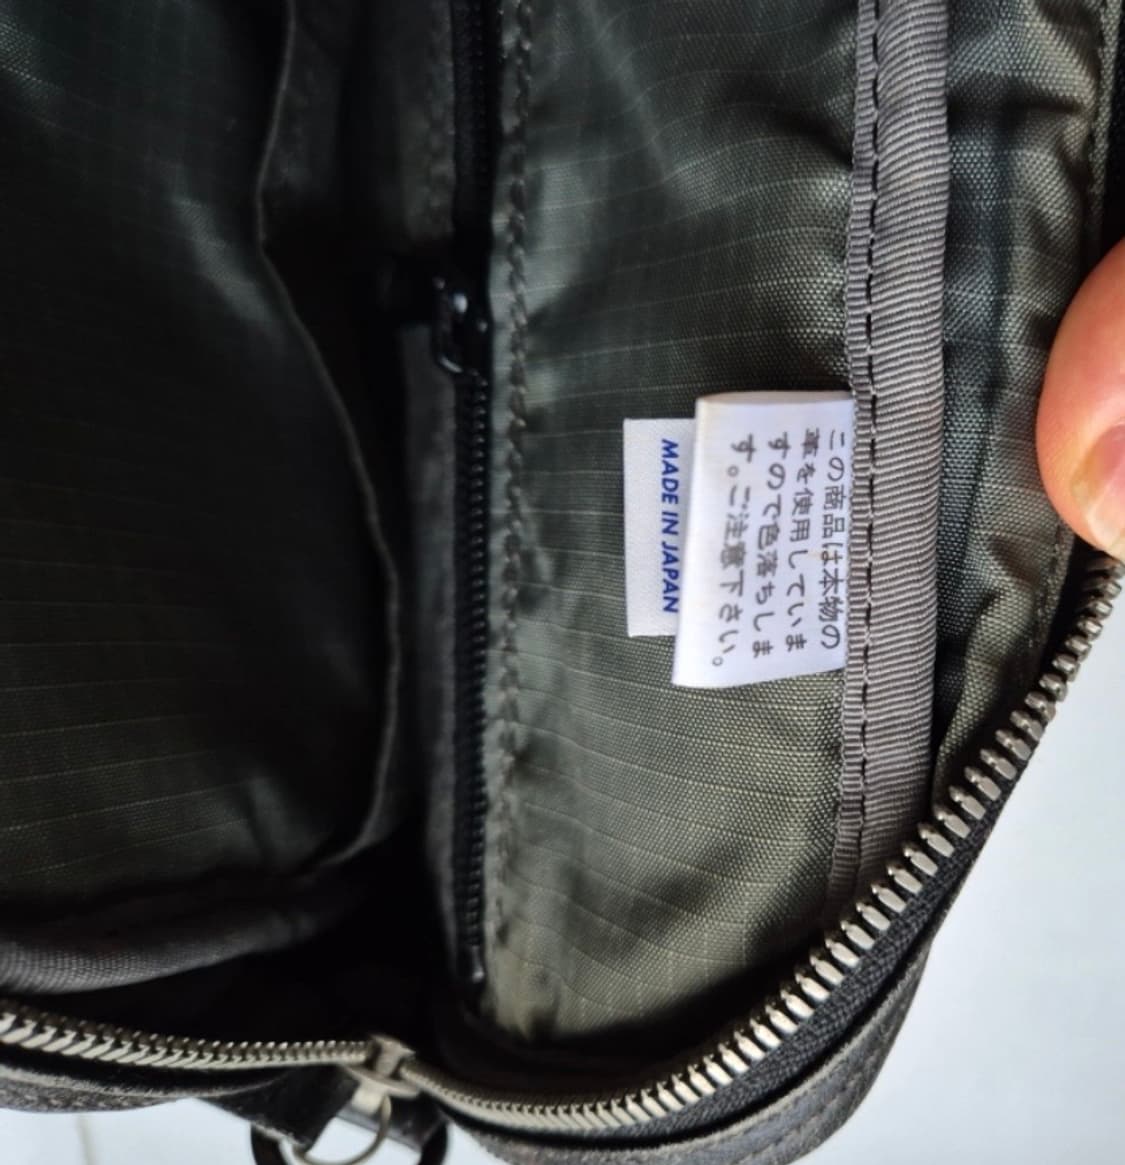 この商品は本物の
革を使用していま
すので色落ちしま
す。ご注意下さい。
MADE IN JAPAN